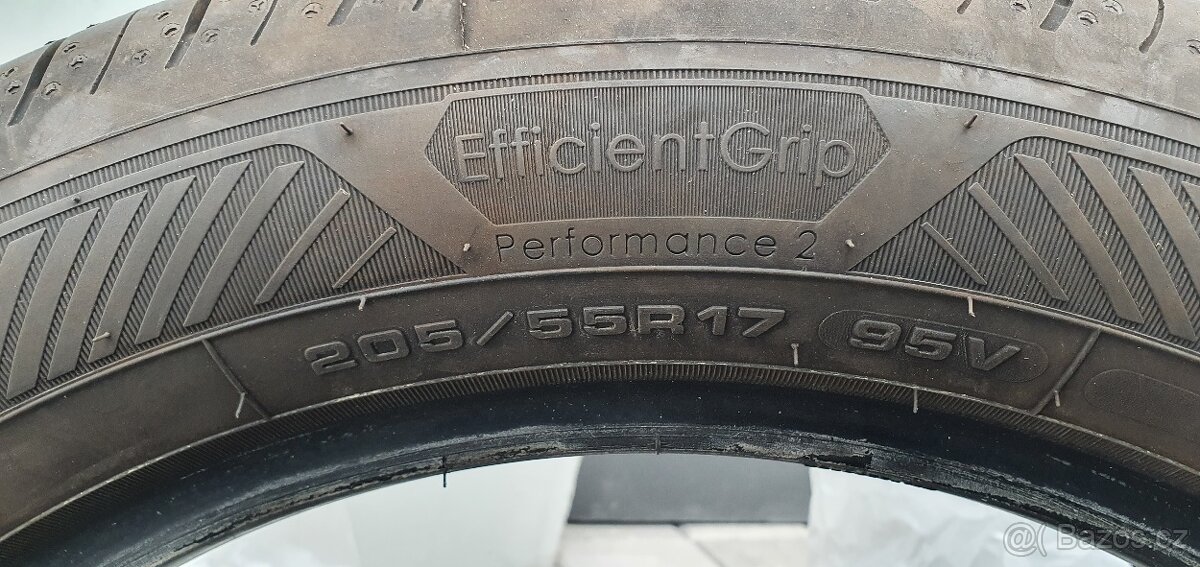 EfficientGrip
Performance 2
205/55R17 95V
@( Bazos.cz